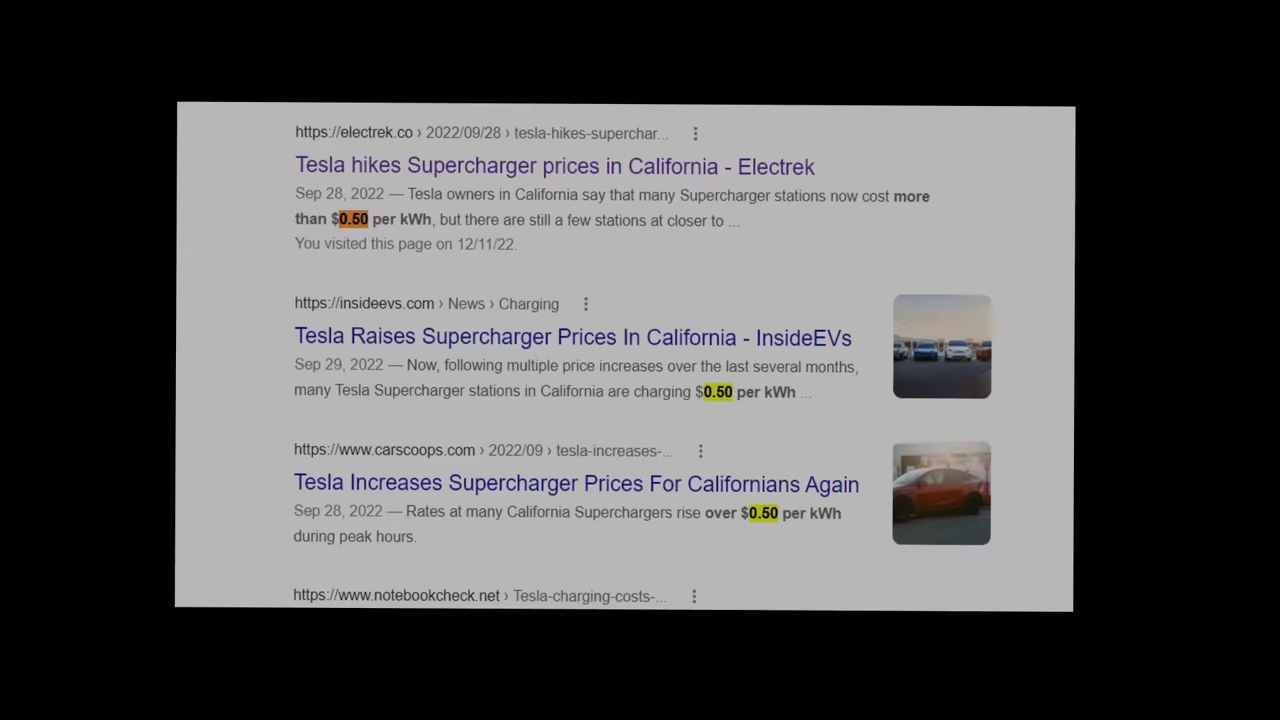 https://electrek.co › 2022/09/28 › tesla-hikes-superchar...
Tesla hikes Supercharger prices in California - Electrek
Sep 28, 2022 — Tesla owners in California say that many Supercharger stations now cost more
than $0.50 per kWh, but there are still a few stations at closer to ...
You visited this page on 12/11/22.
https://insideevs.com › News › Charging
Tesla Raises Supercharger Prices In California - InsideEVs
Sep 29, 2022 — Now, following multiple price increases over the last several months,
many Tesla Supercharger stations in California are charging $0.50 per kWh ...
https://www.carscoops.com › 2022/09 › tesla-increases-...
Tesla Increases Supercharger Prices For Californians Again
Sep 28, 2022 — Rates at many California Superchargers rise over $0.50 per kWh
during peak hours.
https://www.notebookcheck.net › Tesla-charging-costs-...